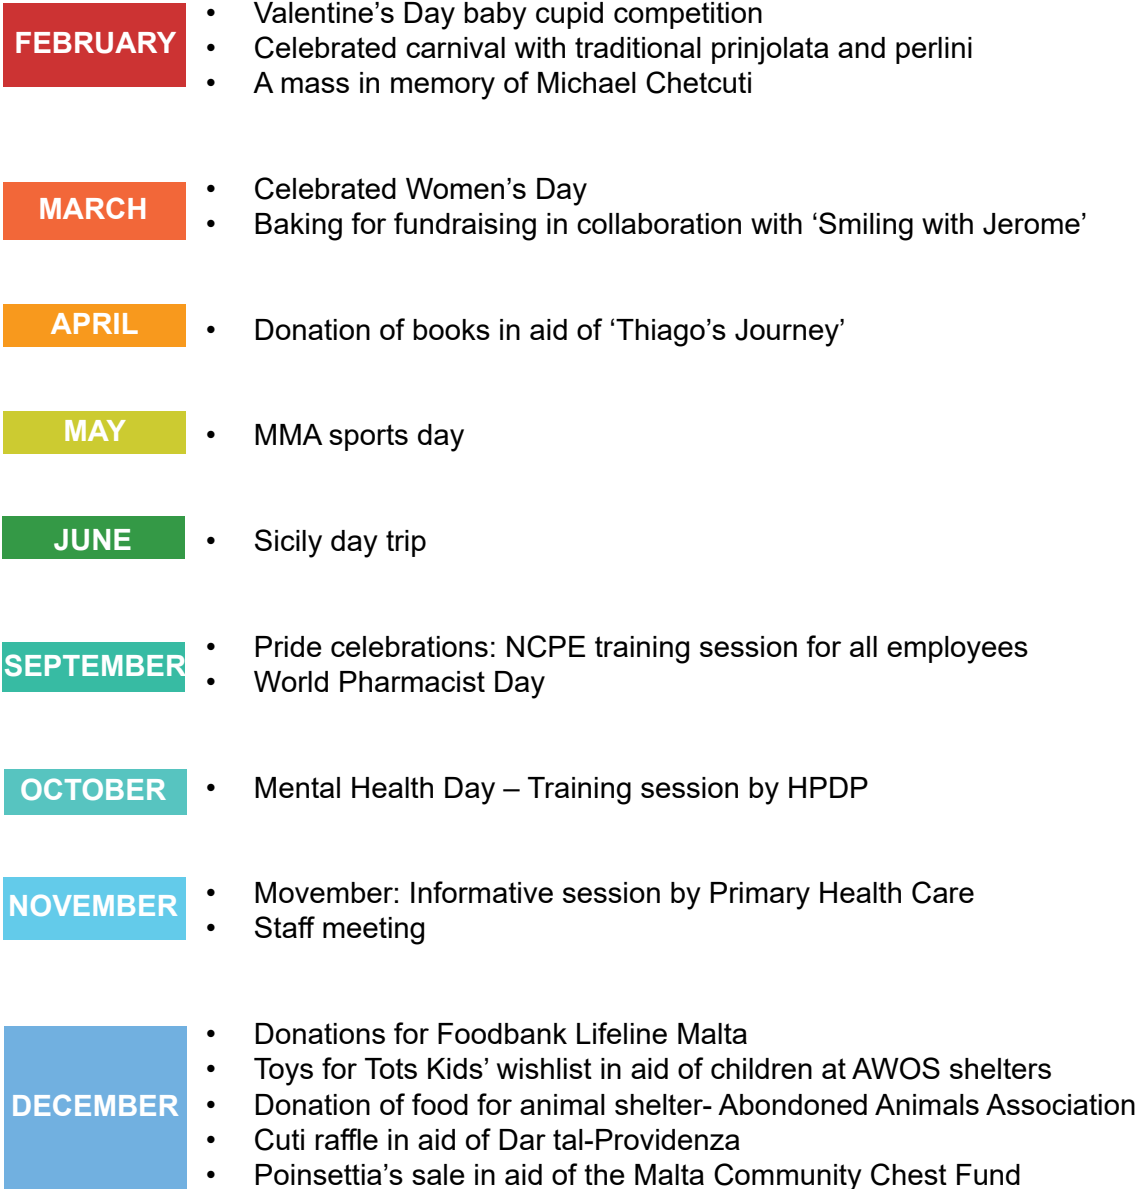 FEBRUARY
• Valentine’s Day baby cupid competition
• Celebrated carnival with traditional prinjolata and perlini
• A mass in memory of Michael Chetcuti
MARCH
• Celebrated Women’s Day
• Baking for fundraising in collaboration with ‘Smiling with Jerome’
APRIL
• Donation of books in aid of ‘Thiago’s Journey’
MAY
• MMA sports day
JUNE
• Sicily day trip
SEPTEMBER
• Pride celebrations: NCPE training session for all employees
• World Pharmacist Day
OCTOBER
• Mental Health Day – Training session by HPDP
NOVEMBER
• Movember: Informative session by Primary Health Care
• Staff meeting
DECEMBER
• Donations for Foodbank Lifeline Malta
• Toys for Tots Kids’ wishlist in aid of children at AWOS shelters
• Donation of food for animal shelter- Abondoned Animals Association
• Cuti raffle in aid of Dar tal-Providenza
• Poinsettia’s sale in aid of the Malta Community Chest Fund